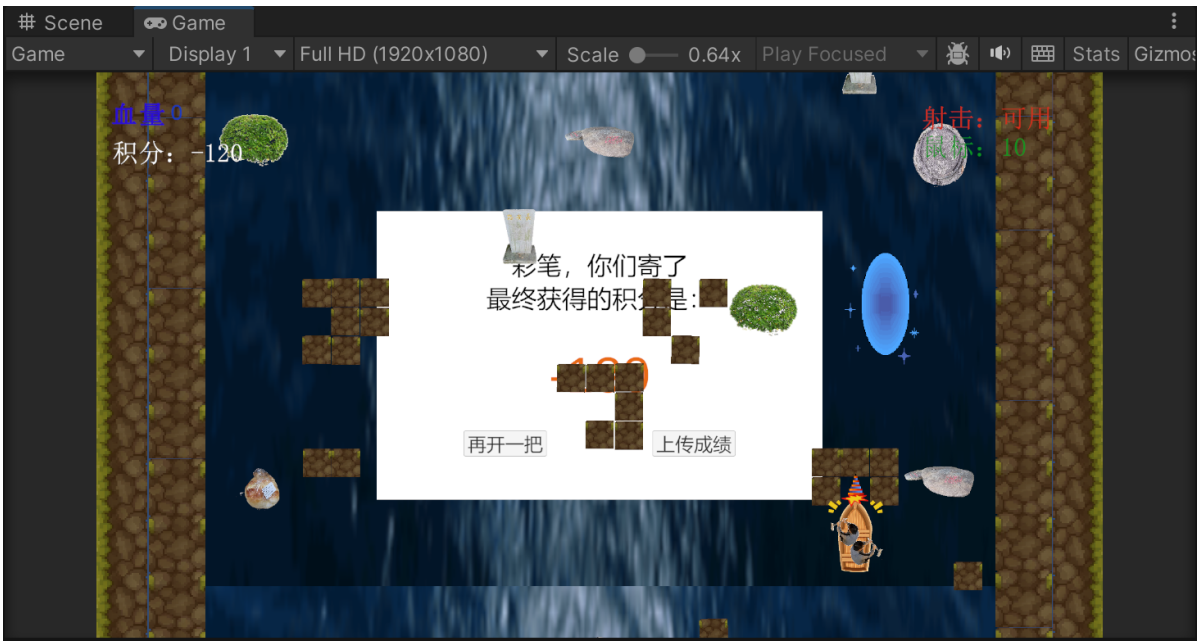 Scene Game
Game Display 1 Full HD (1920x1080) Scale 0.64x Play Focused Stats Gizmos
血量 0
积分：-120
射击：可用
鼠标：10
彩笔，你们寄了
最终获得的积分是：
再开一把
上传成绩